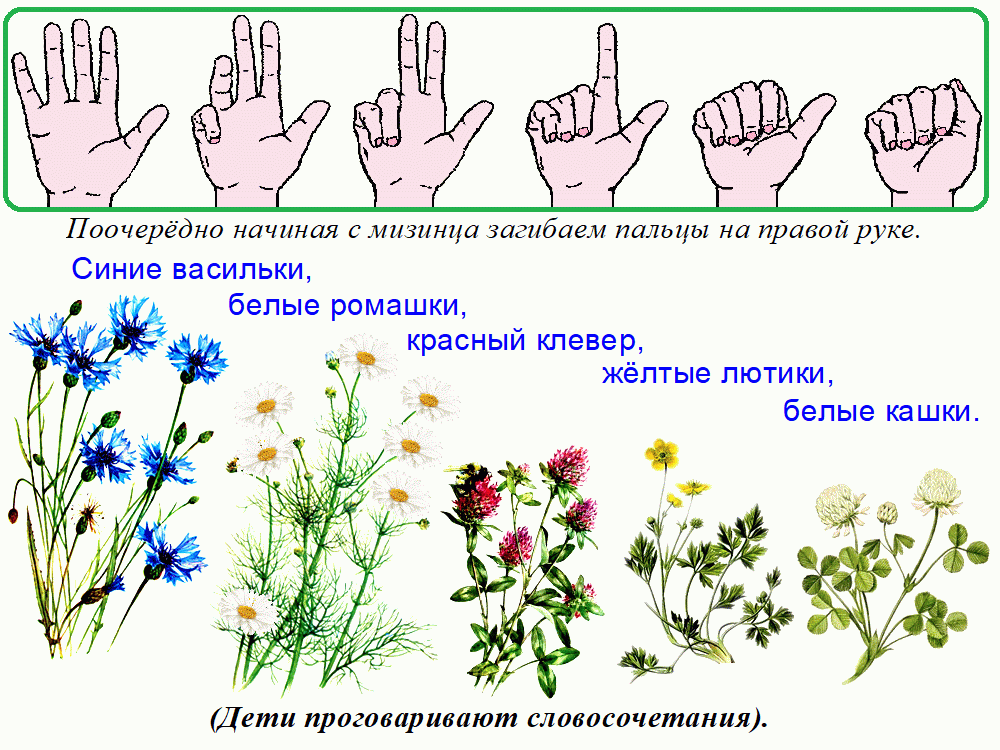 Поочерёдно начиная с мизинца загибаем пальцы на правой руке.
Синие васильки,
белые ромашки,
красный клевер,
жёлтые лютики,
белые кашки.
(Дети проговаривают словосочетания).